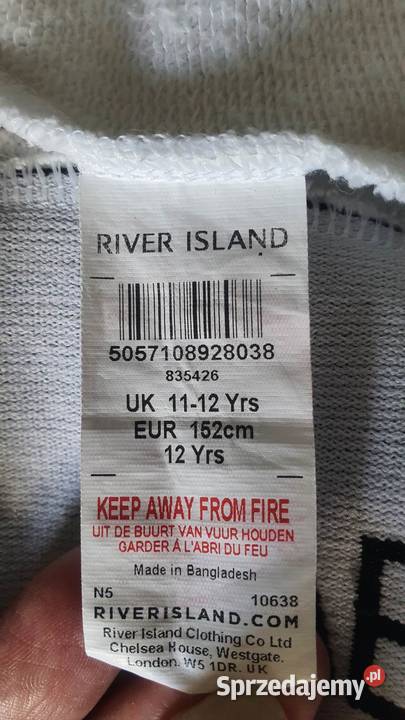 Sprzedajemy.pl
RIVER ISLAND
5057108928038
835426
UK 11-12 Yrs
EUR 152cm
12 Yrs
KEEP AWAY FROM FIRE
UIT DE BUURT VAN VUUR HOUDEN
GARDER Á L'ABRI DU FEU
Made in Bangladesh
N5 10638
RIVERISLAND.COM
River Island Clothing Co Ltd
Chelsea House, Westgate.
London. W5 1DR. UK
Sprzedajemy.pl